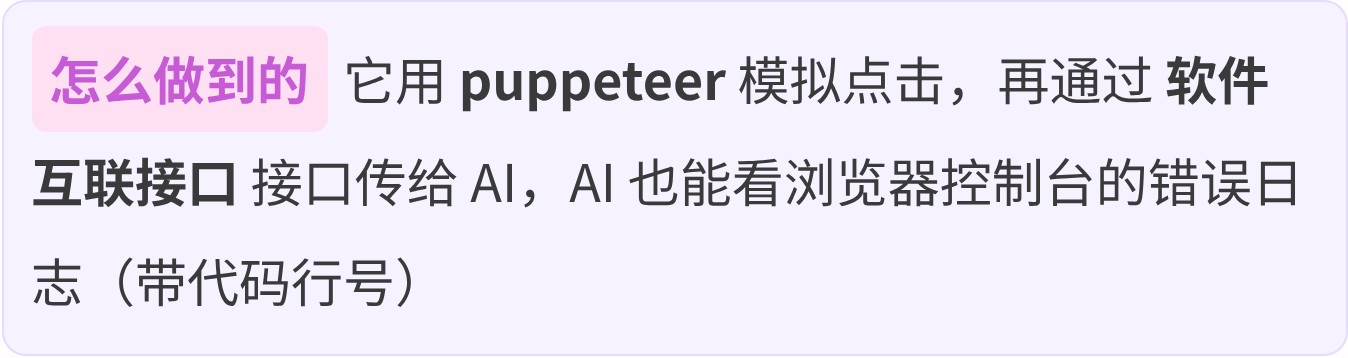 怎么做到的 它用 puppeteer 模拟点击，再通过 软件
互联接口 接口传给 AI，AI 也能看浏览器控制台的错误日
志（带代码行号）